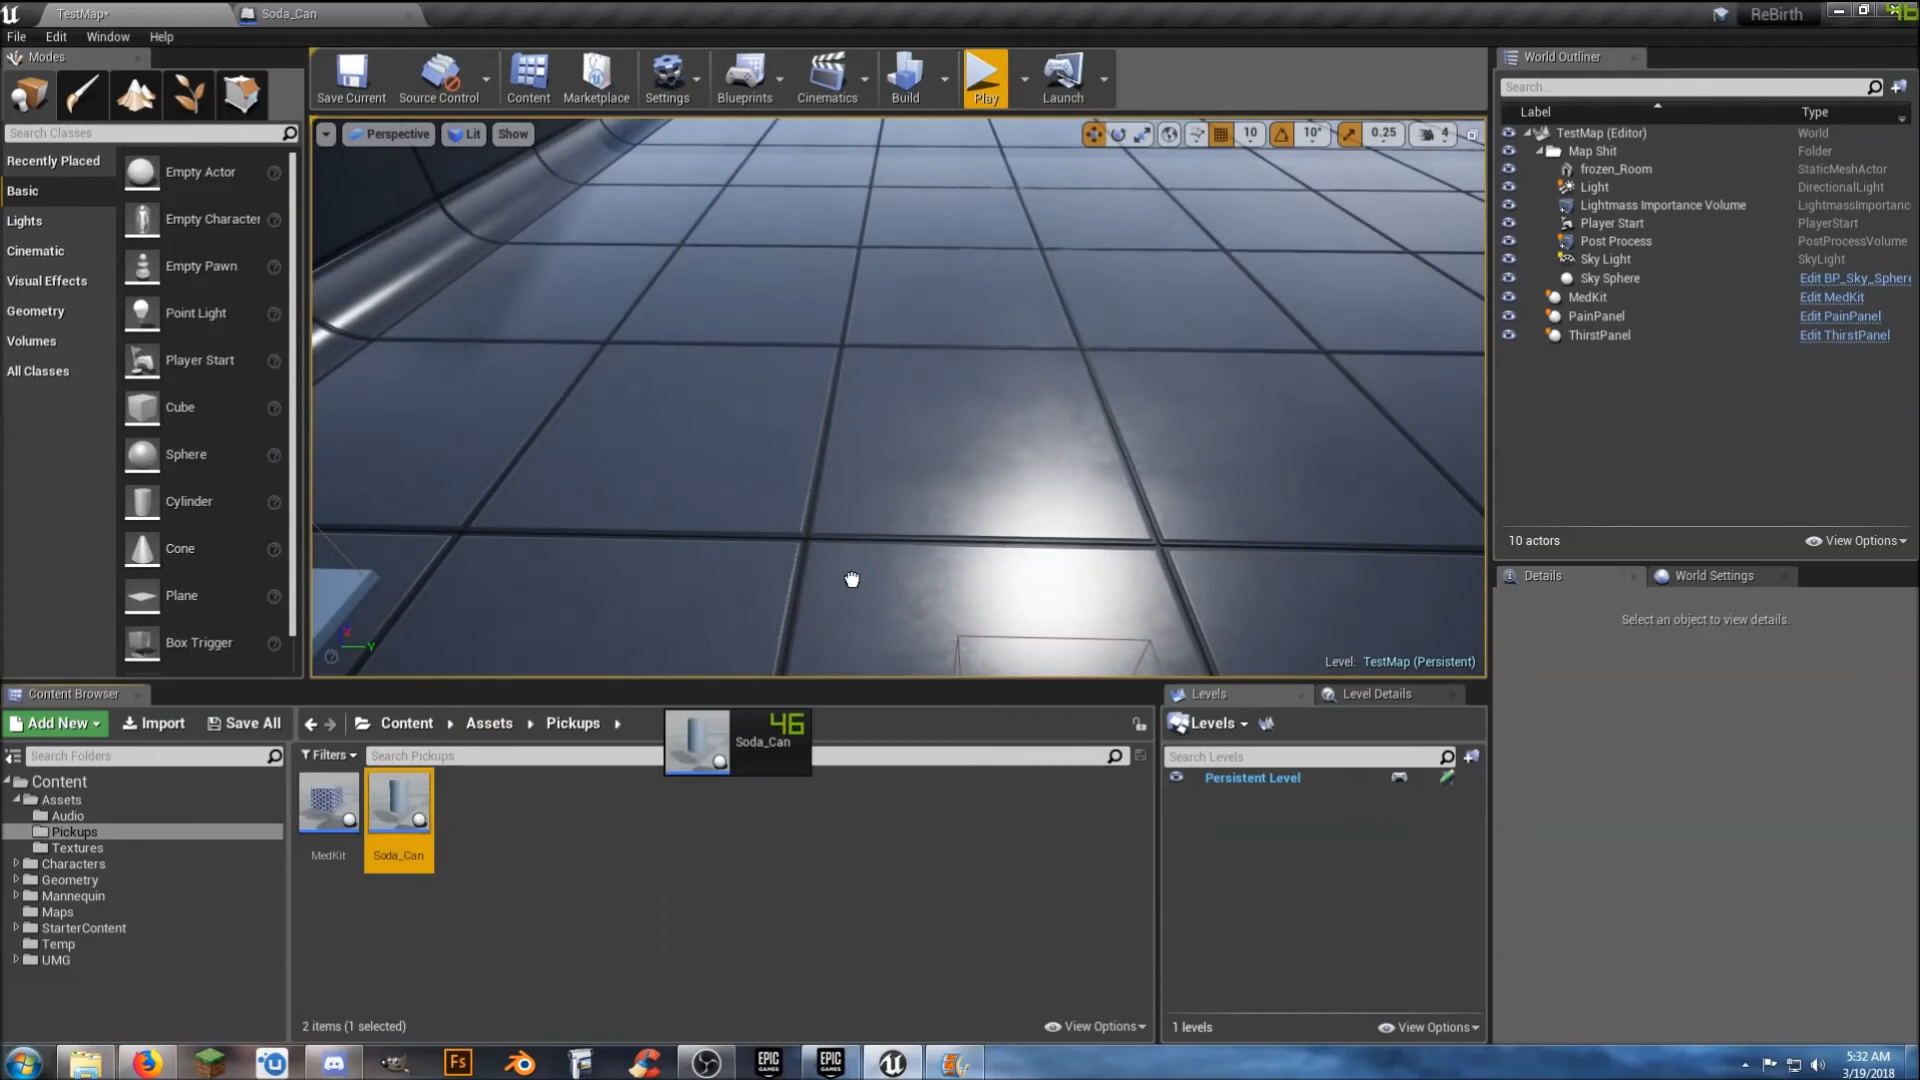 TestMap•
Soda_Can
ReBirth
46
File
Edit
Window
Help
Modes
Search Classes
Recently Placed
Basic
Lights
Cinematic
Visual Effects
Geometry
Volumes
All Classes
Empty Actor
Empty Character
Empty Pawn
Point Light
Player Start
Cube
Sphere
Cylinder
Cone
Plane
Box Trigger
Save Current
Source Control
Content
Marketplace
Settings
Blueprints
Cinematics
Build
Play
Launch
Perspective
Lit
Show
10
10°
0.25
4
Y
Level: TestMap (Persistent)
World Outliner
Search...
Label
Type
TestMap (Editor)
World
Map Shit
Folder
frozen_Room
StaticMeshActor
Light
DirectionalLight
Lightmass Importance Volume
LightmassImportanc
Player Start
PlayerStart
Post Process
PostProcessVolume
Sky Light
SkyLight
Sky Sphere
Edit BP_Sky_Sphere
MedKit
Edit MedKit
PainPanel
Edit PainPanel
ThirstPanel
Edit ThirstPanel
10 actors
View Options
Details
World Settings
Select an object to view details.
Content Browser
Add New
Import
Save All
Content
Assets
Pickups
Search Folders
Filters
Search Pickups
46
Soda_Can
Content
Assets
Audio
Pickups
Textures
Characters
Geometry
Mannequin
Maps
StarterContent
Temp
UMG
MedKit
Soda_Can
2 items (1 selected)
View Options
Levels
Level Details
Levels
Search Levels
Persistent Level
1 levels
View Options
Fs
EPIC GAMES
EPIC GAMES
5:32 AM
3/19/2018